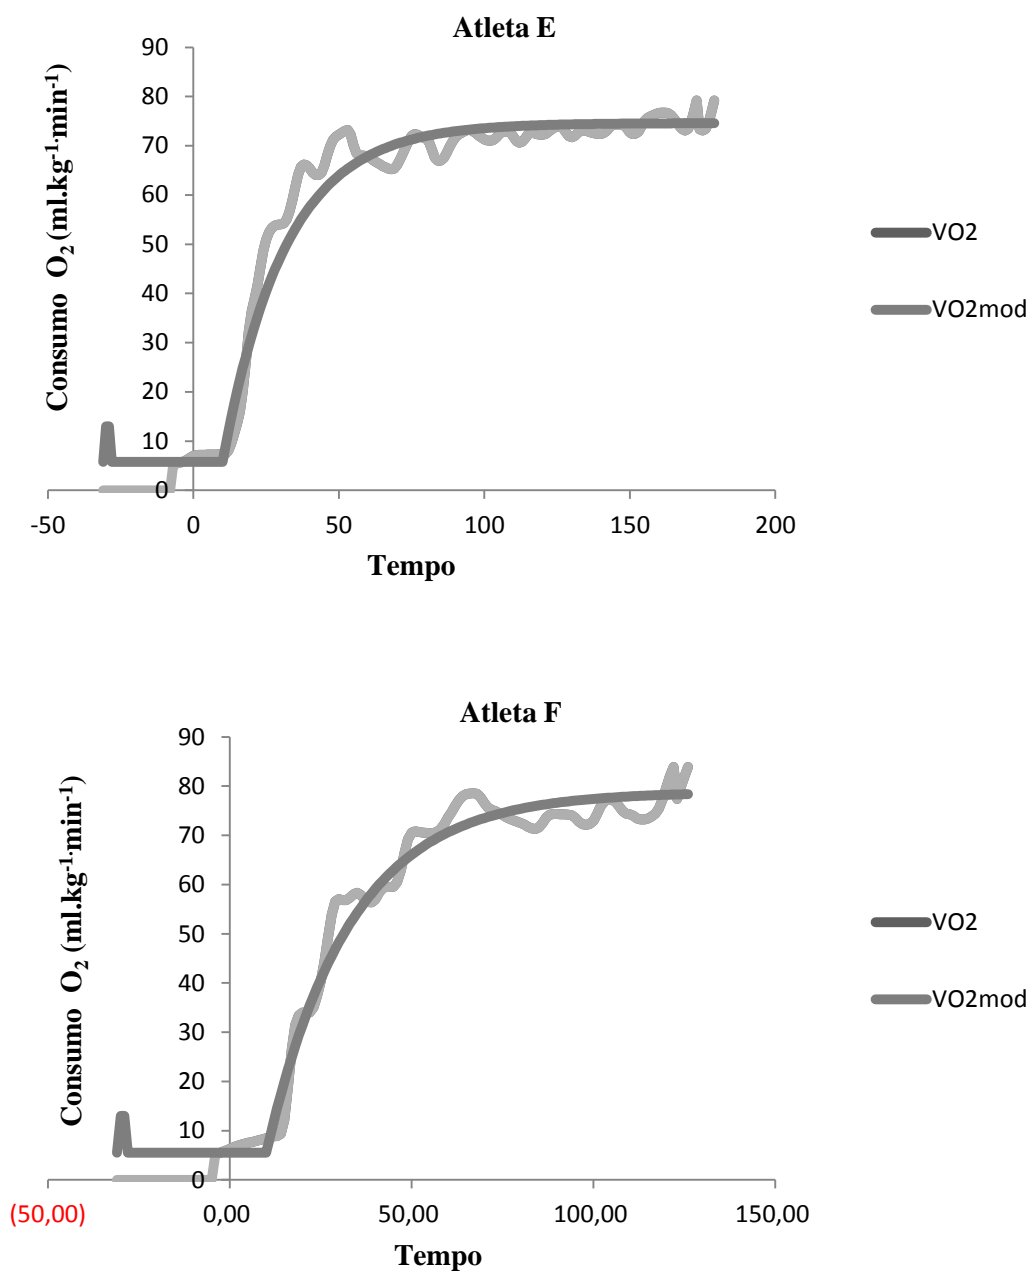 Atleta E
Consumo O₂ (ml.kg⁻¹·min⁻¹)
90
80
70
60
50
40
30
20
10
0
-50 0 50 100 150 200
Tempo
VO2
VO2mod
Atleta F
Consumo O₂ (ml.kg⁻¹·min⁻¹)
90
80
70
60
50
40
30
20
10
0
(50,00) 0,00 50,00 100,00 150,00
Tempo
VO2
VO2mod